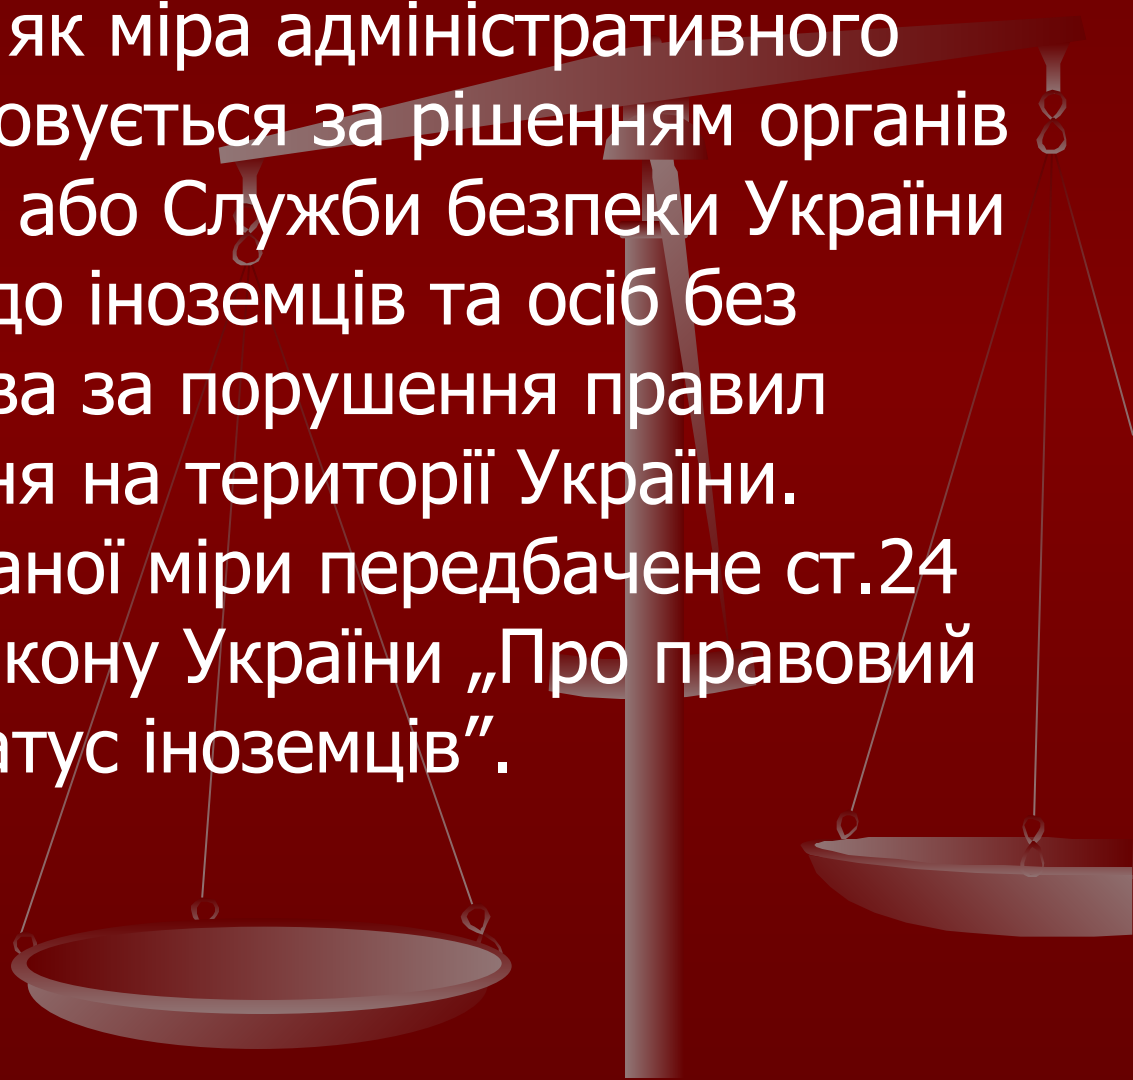 як міра адміністративного
овується за рішенням органів
або Служби безпеки України
до іноземців та осіб без
ва за порушення правил
ня на території України.
аної міри передбачене ст.24
кону України „Про правовий
атус іноземців”.